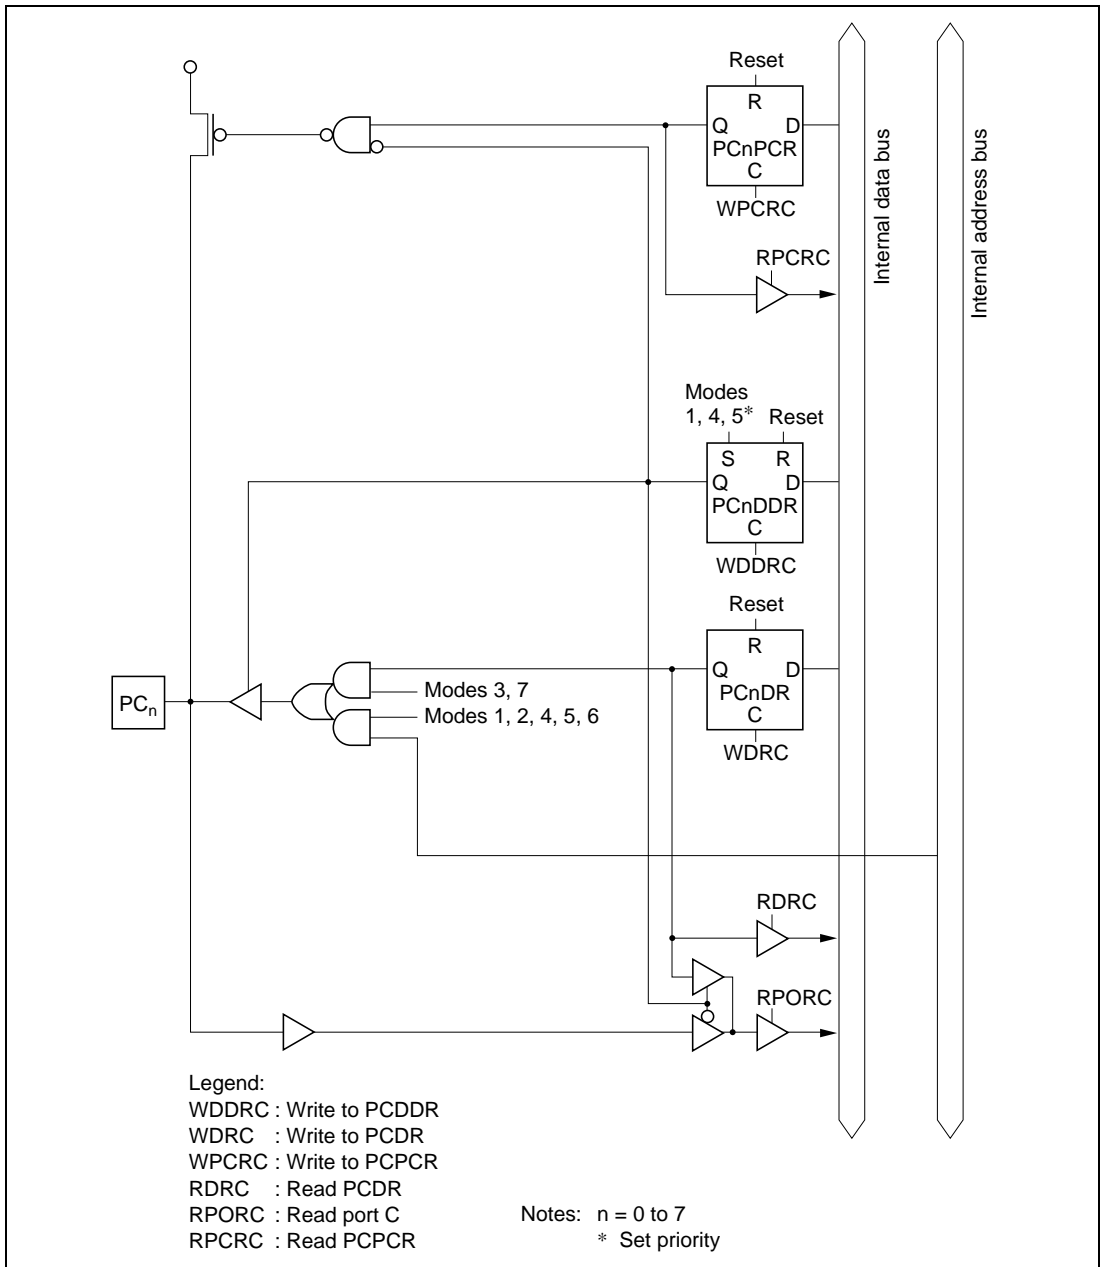 Reset
R
Q D
PCnPCR
C
WPCRC
Internal data bus
Internal address bus
RPCRC
Modes
1, 4, 5* Reset
S R
Q D
PCnDDR
C
WDDRC
Reset
R
Q D
PCnDR
C
WDRC
PCn
Modes 3, 7
Modes 1, 2, 4, 5, 6
RDRC
RPORC
Legend:
WDDRC : Write to PCDDR
WDRC : Write to PCDR
WPCRC : Write to PCPCR
RDRC : Read PCDR
RPORC : Read port C
RPCRC : Read PCPCR
Notes: n = 0 to 7
* Set priority